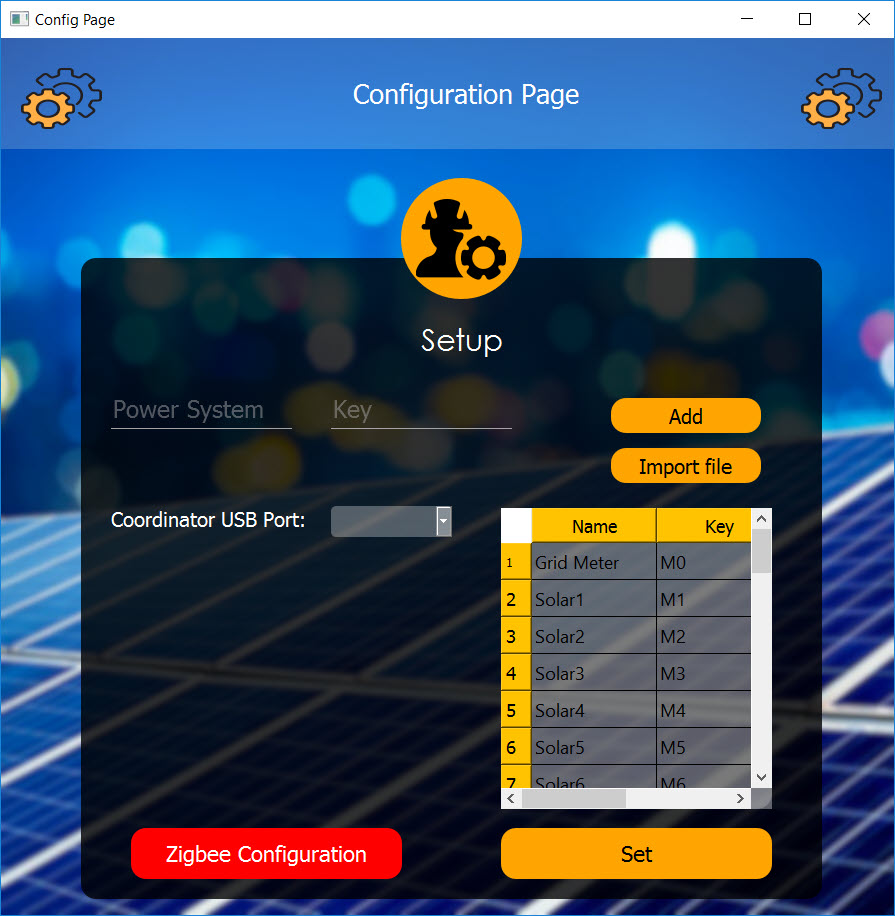 Config Page
Configuration Page
Setup
Power System Key Add
Import file
Coordinator USB Port:
Name Key
1 Grid Meter M0
2 Solar1 M1
3 Solar2 M2
4 Solar3 M3
5 Solar4 M4
6 Solar5 M5
7 Solar6 M6
Zigbee Configuration Set